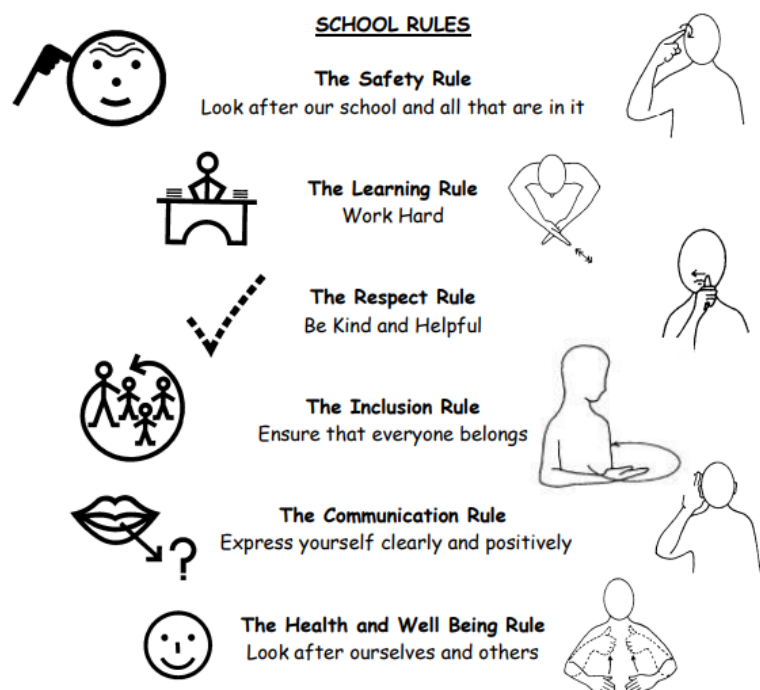 SCHOOL RULES
The Safety Rule
Look after our school and all that are in it
The Learning Rule
Work Hard
The Respect Rule
Be Kind and Helpful
The Inclusion Rule
Ensure that everyone belongs
The Communication Rule
Express yourself clearly and positively
?
The Health and Well Being Rule
Look after ourselves and others